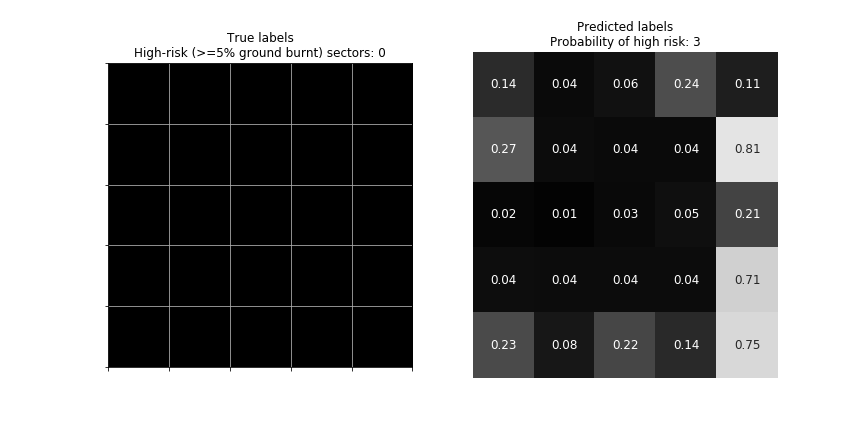 True labels
High-risk (>=5% ground burnt) sectors: 0
Predicted labels
Probability of high risk: 3
0.14 0.04 0.06 0.24 0.11
0.27 0.04 0.04 0.04 0.81
0.02 0.01 0.03 0.05 0.21
0.04 0.04 0.04 0.04 0.71
0.23 0.08 0.22 0.14 0.75